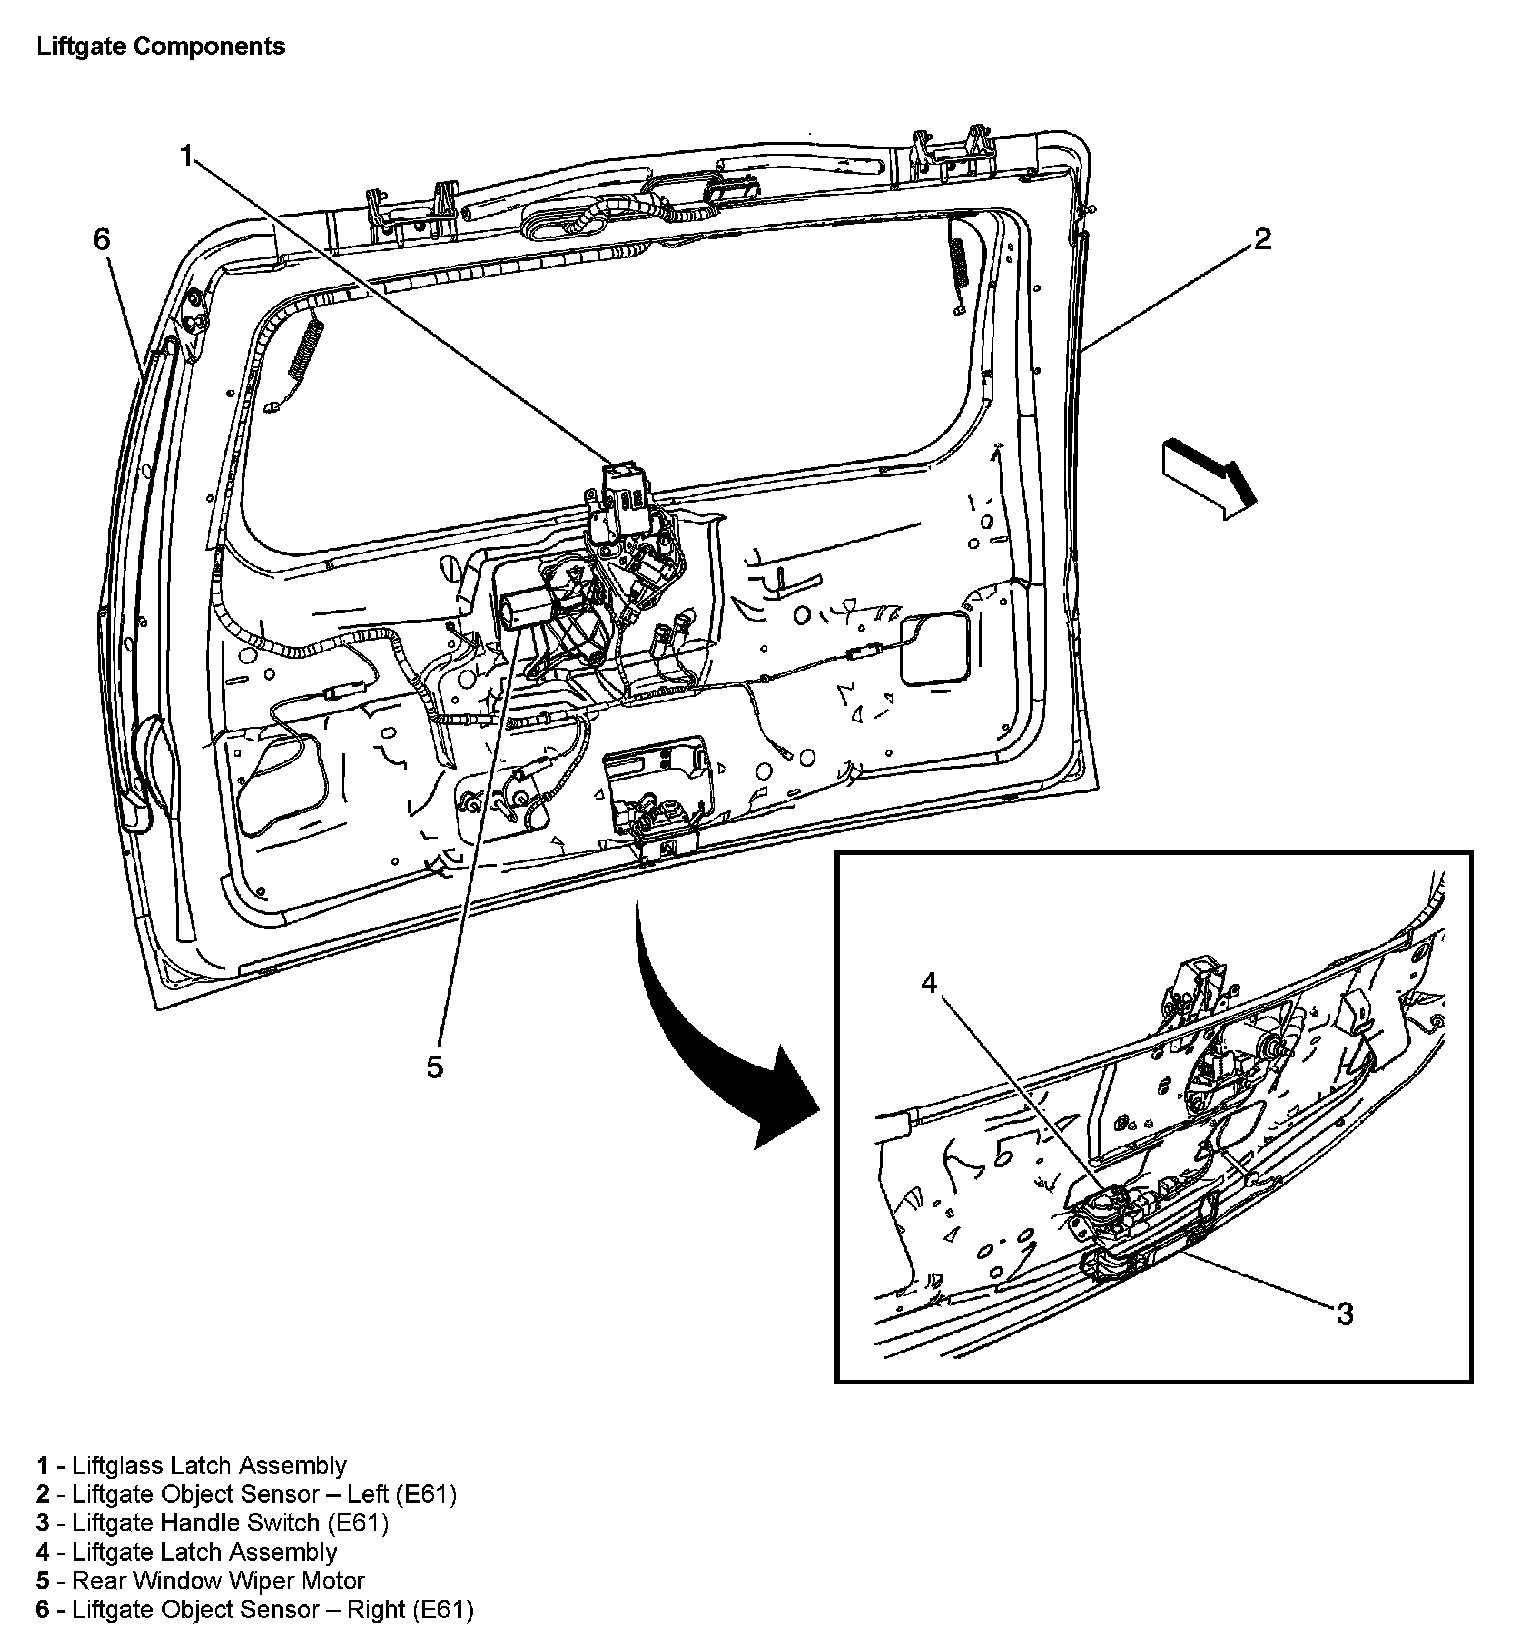 Liftgate Components
1
6
2
5
4
3
1 - Liftglass Latch Assembly
2 - Liftgate Object Sensor – Left (E61)
3 - Liftgate Handle Switch (E61)
4 - Liftgate Latch Assembly
5 - Rear Window Wiper Motor
6 - Liftgate Object Sensor – Right (E61)